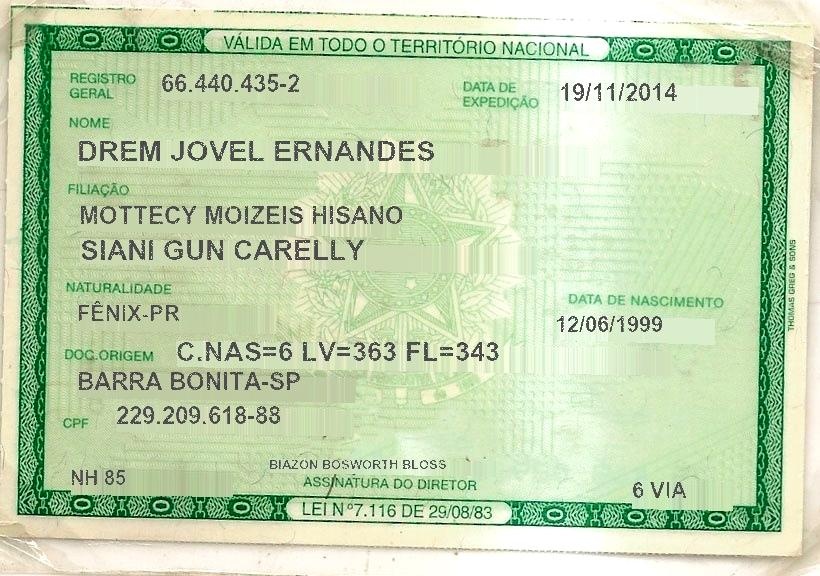 VÁLIDA EM TODO O TERRITÓRIO NACIONAL
REGISTRO GERAL 66.440.435-2 DATA DE EXPEDIÇÃO 19/11/2014
NOME
DREM JOVEL ERNANDES
FILIAÇÃO
MOTTECY MOIZEIS HISANO
SIANI GUN CARELLY
NATURALIDADE DATA DE NASCIMENTO
FÊNIX-PR 12/06/1999
DOC.ORIGEM C.NAS=6 LV=363 FL=343
BARRA BONITA-SP
CPF 229.209.618-88
BIAZON BOSWORTH BLOSS
NH 85 ASSINATURA DO DIRETOR 6 VIA
LEI Nº7.116 DE 29/08/83
THOMAS GREG & SONS